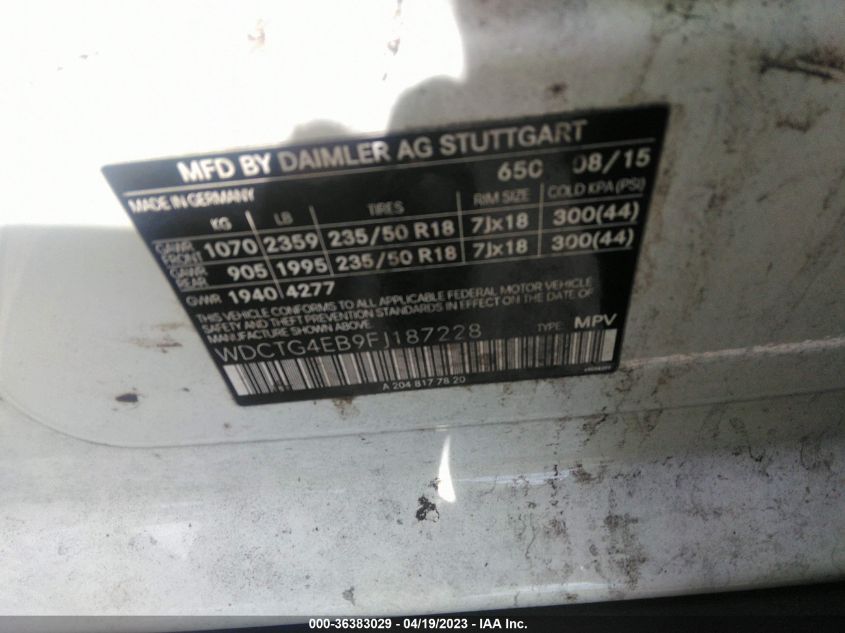 MFD BY DAIMLER AG STUTTGART
MADE IN GERMANY 650 08/15
KG LB TIRES RIM SIZE COLD KPA (PSI)
GAWR FRONT 1070 2359 235/50 R18 7Jx18 300(44)
GAWR REAR 905 1995 235/50 R18 7Jx18 300(44)
GVWR 1940 4277
THIS VEHICLE CONFORMS TO ALL APPLICABLE FEDERAL MOTOR VEHICLE
SAFETY AND THEFT PREVENTION STANDARDS IN EFFECT ON THE DATE OF
MANUFACTURE SHOWN ABOVE
WDCTG4EB9FJ187228 TYPE MPV
A 204 817 78 20
000-36383029 - 04/19/2023 - IAA Inc.